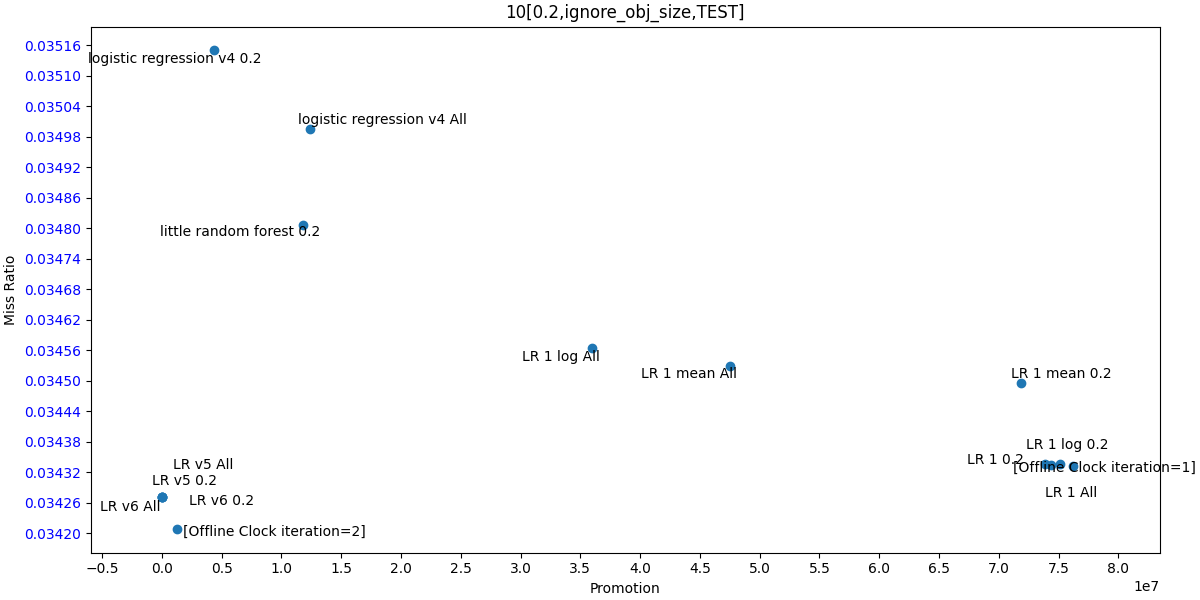 10[0.2,ignore_obj_size,TEST]
0.03516
0.03510
0.03504
0.03498
0.03492
0.03486
0.03480
0.03474
0.03468
0.03462
0.03456
0.03450
0.03444
0.03438
0.03432
0.03426
0.03420
Miss Ratio
logistic regression v4 0.2
logistic regression v4 All
little random forest 0.2
LR 1 log All
LR 1 mean All
LR 1 mean 0.2
LR 1 log 0.2
LR 1 0.2
[Offline Clock iteration=1]
LR 1 All
LR v5 All
LR v5 0.2
LR v6 All
LR v6 0.2
[Offline Clock iteration=2]
−0.5 0.0 0.5 1.0 1.5 2.0 2.5 3.0 3.5 4.0 4.5 5.0 5.5 6.0 6.5 7.0 7.5 8.0
1e7
Promotion